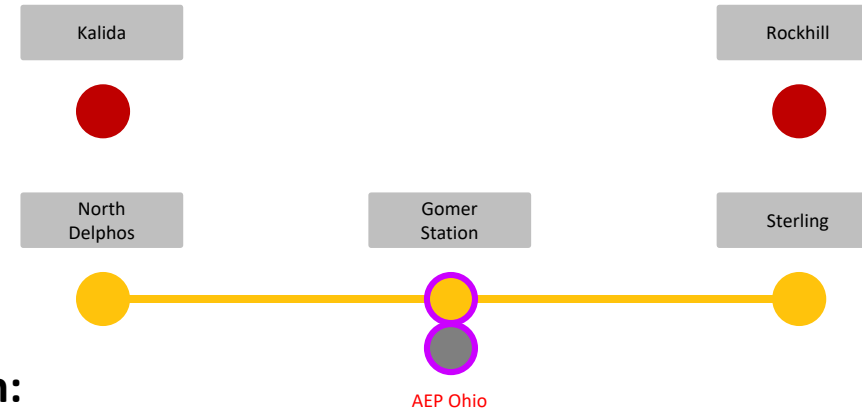 Kalida
Rockhill
North
Delphos
Gomer
Station
Sterling
n:
AEP Ohio